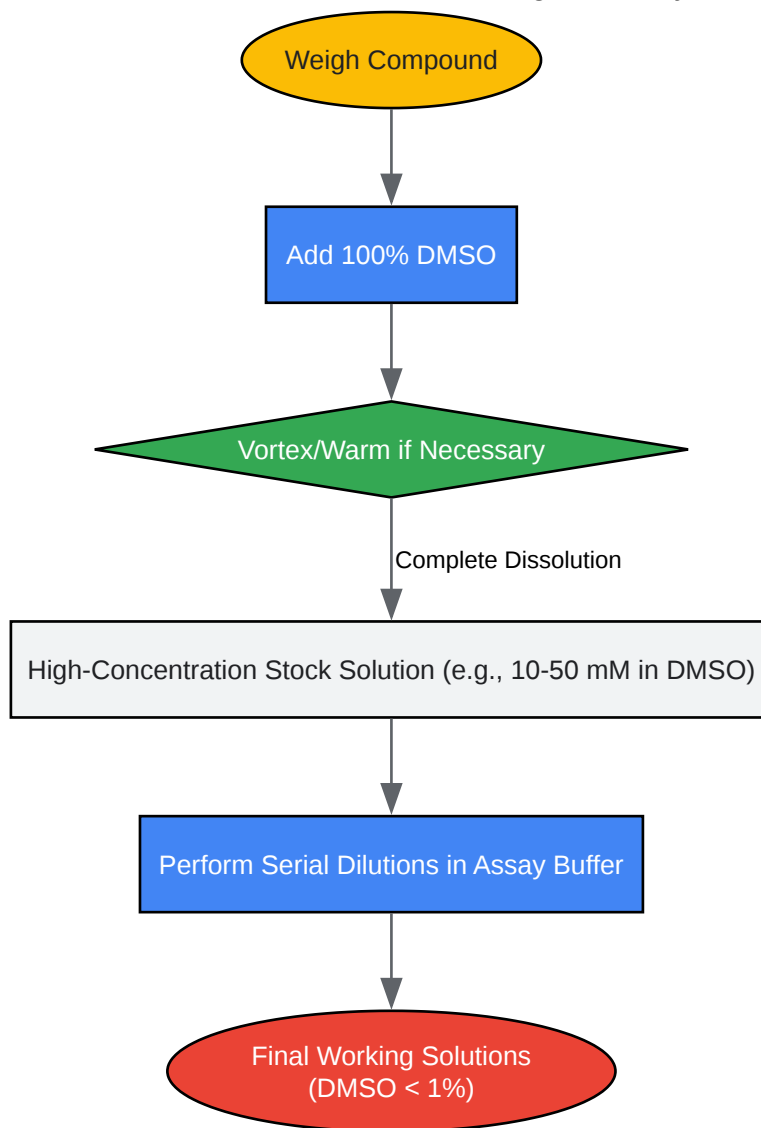 Weigh Compound
Add 100% DMSO
Vortex/Warm if Necessary
Complete Dissolution
High-Concentration Stock Solution (e.g., 10-50 mM in DMSO)
Perform Serial Dilutions in Assay Buffer
Final Working Solutions
(DMSO < 1%)